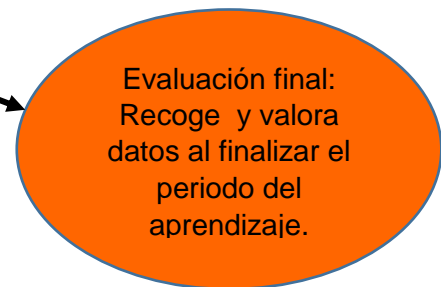 Evaluación final:
Recoge y valora
datos al finalizar el
periodo del
aprendizaje.